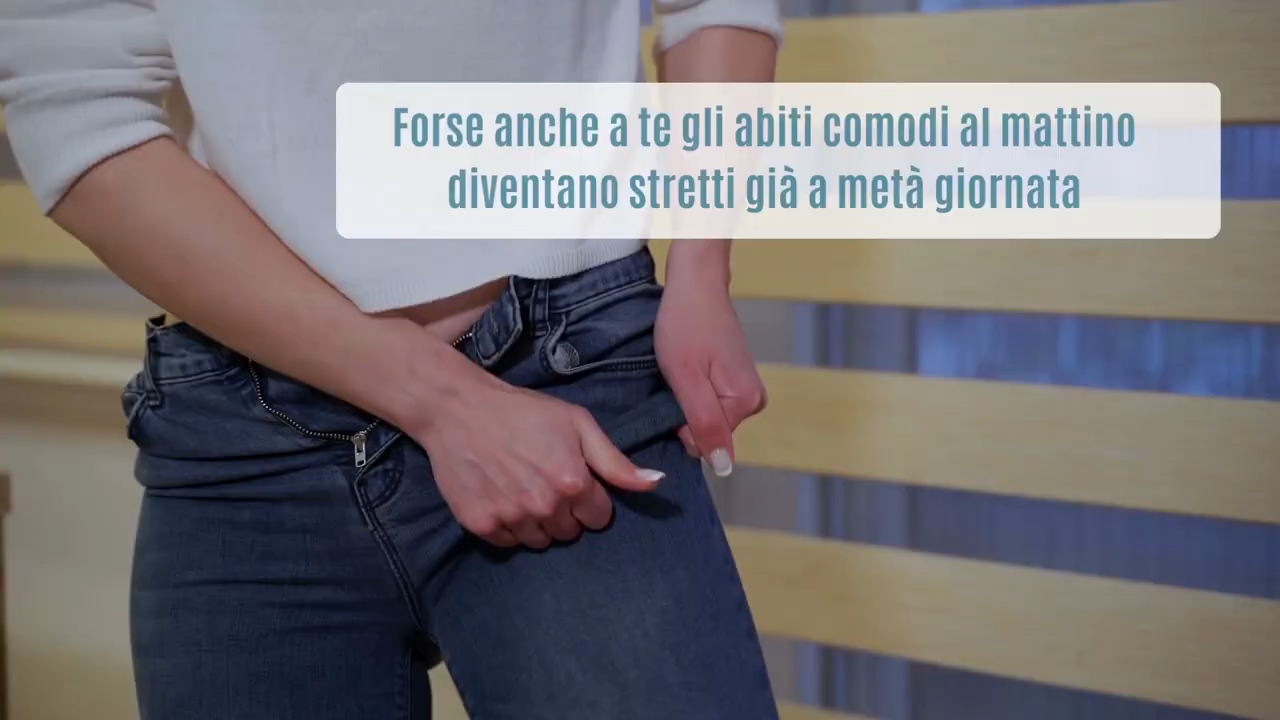 Forse anche a te gli abiti comodi al mattino
diventano stretti già a metà giornata